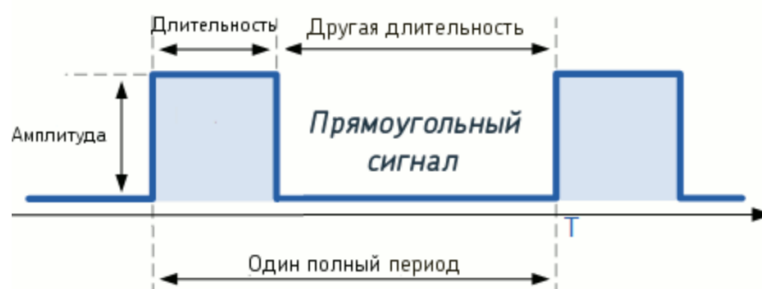 Длительность
Другая длительность
Амплитуда
Прямоугольный
сигнал
T
Один полный период